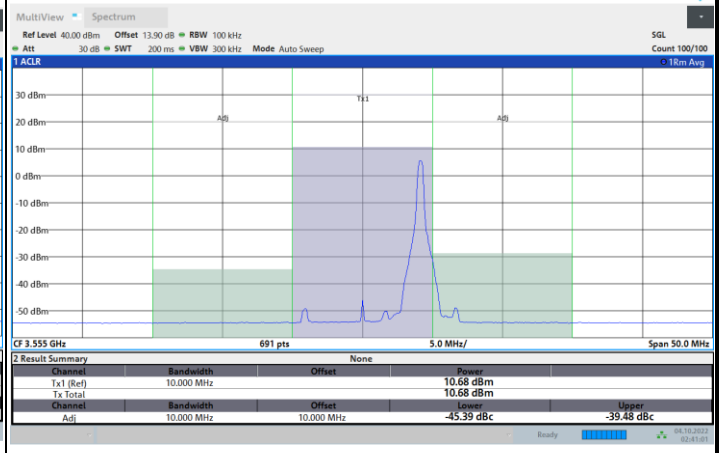 MultiView Spectrum
Ref Level 40.00 dBm Offset 13.90 dB RBW 100 kHz SGL
Att 30 dB SWT 200 ms VBW 300 kHz Mode Auto Sweep Count 100/100
1 ACLR 1Rm Avg
30 dBm
Tx1
20 dBm
Adj Adj
10 dBm
0 dBm
-10 dBm
-20 dBm
-30 dBm
-40 dBm
-50 dBm
CF 3.555 GHz 691 pts 5.0 MHz/ Span 50.0 MHz
2 Result Summary None
Channel Bandwidth Offset Power
Tx1 (Ref) 10.000 MHz 10.68 dBm
Tx Total 10.68 dBm
Channel Bandwidth Offset Lower Upper
Adj 10.000 MHz 10.000 MHz -45.39 dBc -39.48 dBc
Ready 04.10.2022
02:41:01